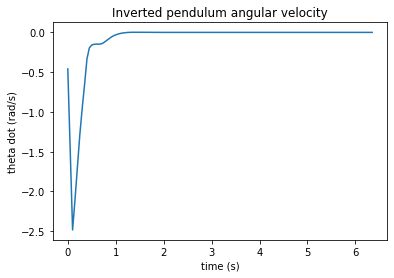 Inverted pendulum angular velocity
0.0
−0.5
−1.0
−1.5
−2.0
−2.5
theta dot (rad/s)
0 1 2 3 4 5 6
time (s)